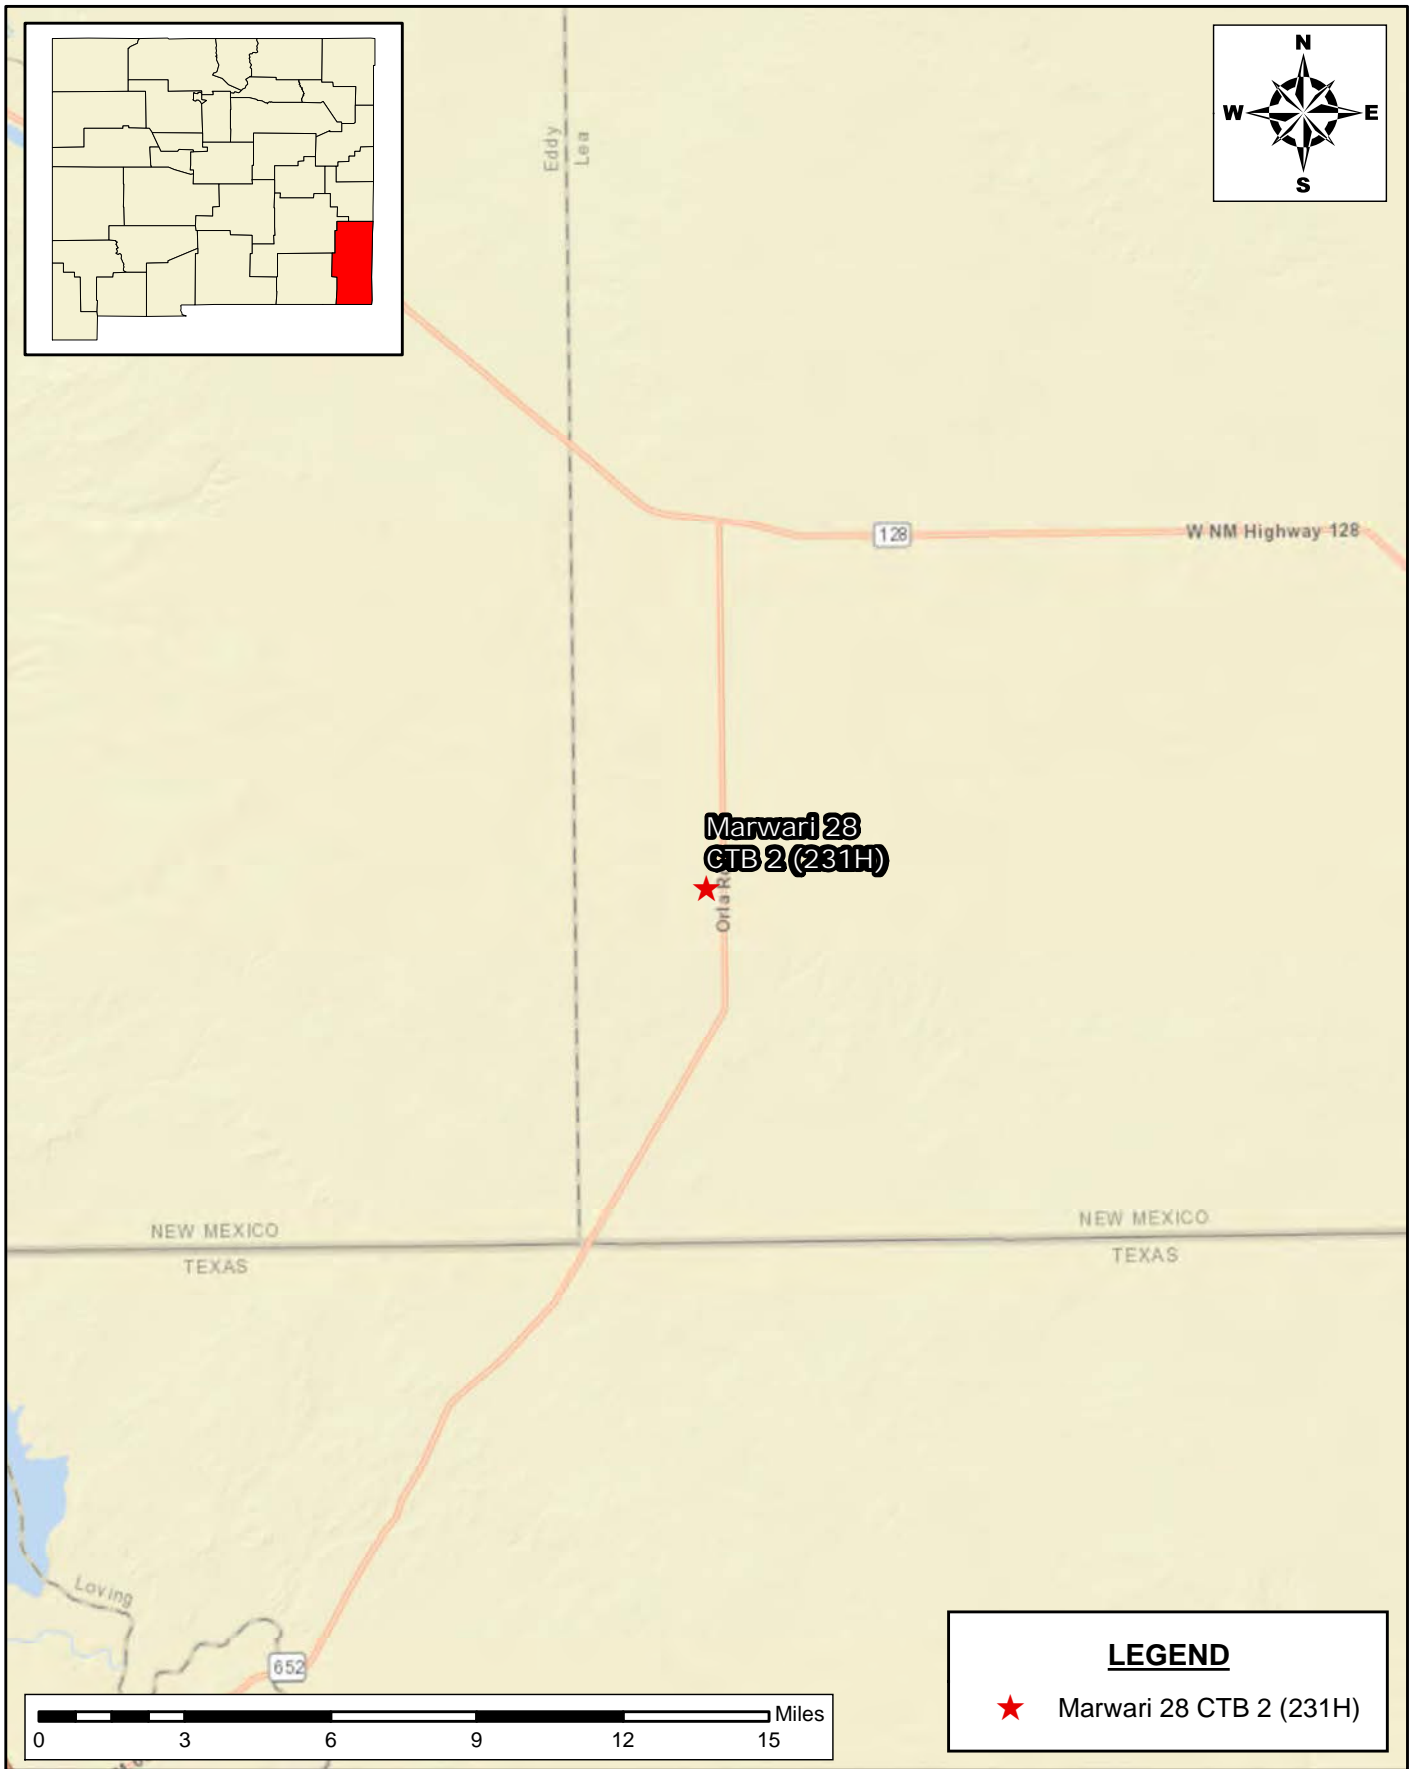 N
W E
S
Eddy
Lea
128
W NM Highway 128
Marwari 28
CTB 2 (231H)
Orla
NEW MEXICO
TEXAS
NEW MEXICO
TEXAS
Loving
652
LEGEND
Marwari 28 CTB 2 (231H)
Miles
0 3 6 9 12 15